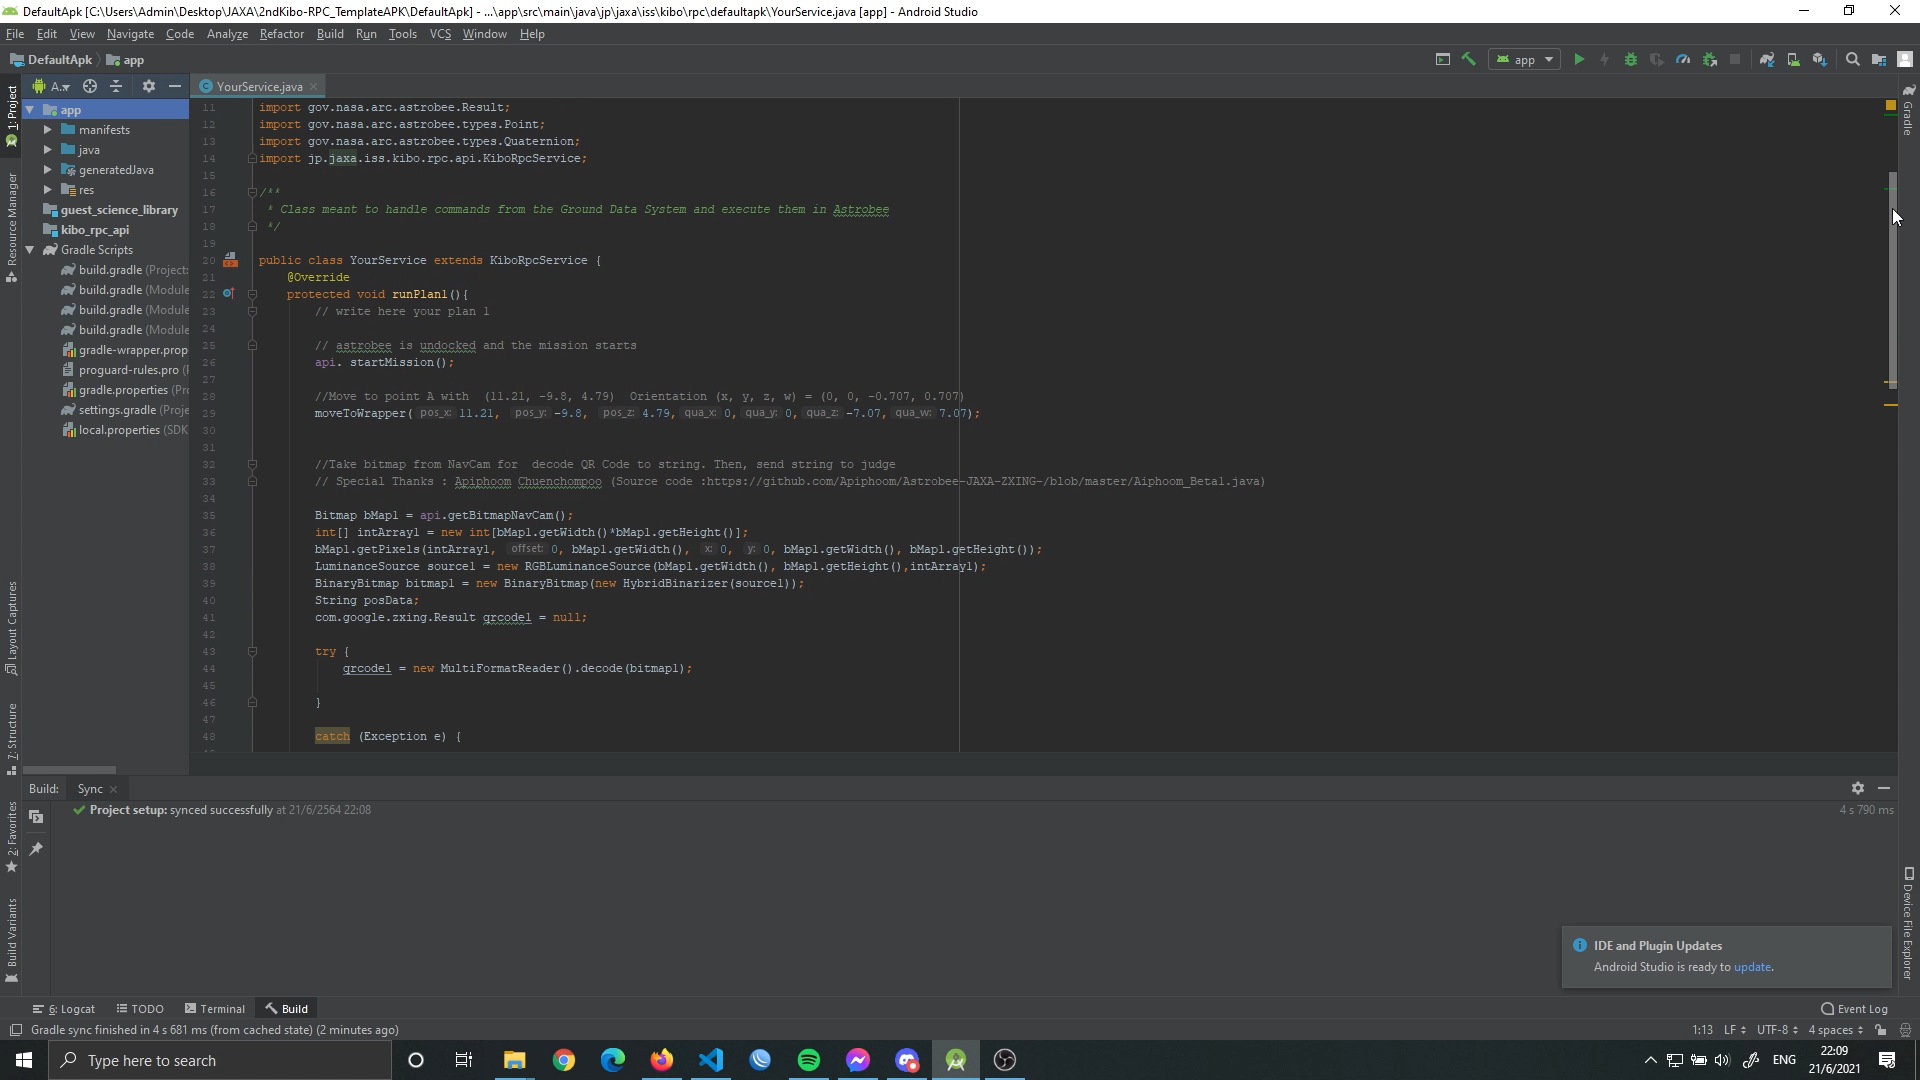 DefaultApk [C:\Users\Admin\Desktop\JAXA\2ndKibo-RPC_TemplateAPK\DefaultApk] - ...\app\src\main\java\jp\jaxa\iss\kibo\rpc\defaultapk\YourService.java [app] - Android Studio
File Edit View Navigate Code Analyze Refactor Build Run Tools VCS Window Help
DefaultApk app
app
A...
YourService.java
1: Project
Resource Manager
Layout Captures
7: Structure
2: Favorites
Build Variants
app
manifests
java
generatedJava
res
guest_science_library
kibo_rpc_api
Gradle Scripts
build.gradle (Project:
build.gradle (Module
build.gradle (Module
build.gradle (Module
gradle-wrapper.prop
proguard-rules.pro (
gradle.properties (Pr
settings.gradle (Proje
local.properties (SDK
11 import gov.nasa.arc.astrobee.Result;
12 import gov.nasa.arc.astrobee.types.Point;
13 import gov.nasa.arc.astrobee.types.Quaternion;
14 import jp.jaxa.iss.kibo.rpc.api.KiboRpcService;
15
16 /**
17 * Class meant to handle commands from the Ground Data System and execute them in Astrobee
18 */
19
20 public class YourService extends KiboRpcService {
21 @Override
22 protected void runPlan1(){
23 // write here your plan 1
24
25 // astrobee is undocked and the mission starts
26 api. startMission();
27
28 //Move to point A with (11.21, -9.8, 4.79) Orientation (x, y, z, w) = (0, 0, -0.707, 0.707)
29 moveToWrapper( pos_x: 11.21, pos_y: -9.8, pos_z: 4.79, qua_x: 0, qua_y: 0, qua_z: -7.07, qua_w: 7.07);
30
31
32 //Take bitmap from NavCam for decode QR Code to string. Then, send string to judge
33 // Special Thanks : Apiphoom Chuenchompoo (Source code :https://github.com/Apiphoom/Astrobee-JAXA-ZXING-/blob/master/Aiphoom_Beta1.java)
34
35 Bitmap bMap1 = api.getBitmapNavCam();
36 int[] intArray1 = new int[bMap1.getWidth()*bMap1.getHeight()];
37 bMap1.getPixels(intArray1, offset: 0, bMap1.getWidth(), x: 0, y: 0, bMap1.getWidth(), bMap1.getHeight());
38 LuminanceSource source1 = new RGBLuminanceSource(bMap1.getWidth(), bMap1.getHeight(),intArray1);
39 BinaryBitmap bitmap1 = new BinaryBitmap(new HybridBinarizer(source1));
40 String posData;
41 com.google.zxing.Result qrcode1 = null;
42
43 try {
44 qrcode1 = new MultiFormatReader().decode(bitmap1);
45
46 }
47
48 catch (Exception e) {
Gradle
Device File Explorer
Build: Sync
Project setup: synced successfully at 21/6/2564 22:08
4 s 790 ms
IDE and Plugin Updates
Android Studio is ready to update.
6: Logcat TODO Terminal Build Event Log
Gradle sync finished in 4 s 681 ms (from cached state) (2 minutes ago)
1:13 LF UTF-8 4 spaces
Type here to search
ENG
22:09
21/6/2021